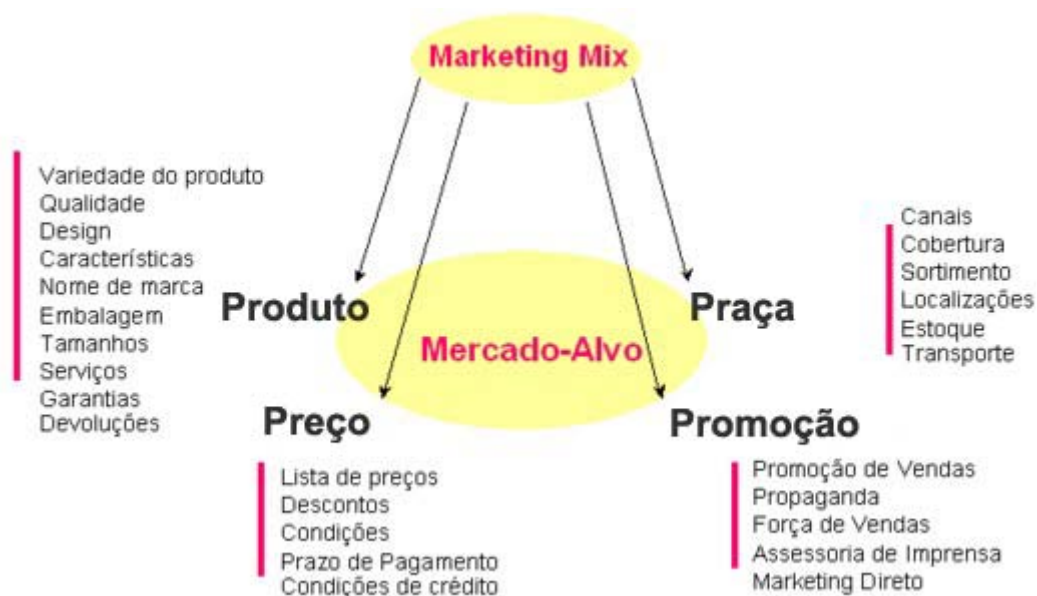 Marketing Mix
Variedade do produto
Qualidade
Design
Características
Nome de marca
Embalagem
Tamanhos
Serviços
Garantias
Devoluções
Produto
Mercado-Alvo
Praça
Canais
Cobertura
Sortimento
Localizações
Estoque
Transporte
Preço
Lista de preços
Descontos
Condições
Prazo de Pagamento
Condições de crédito
Promoção
Promoção de Vendas
Propaganda
Força de Vendas
Assessoria de Imprensa
Marketing Direto